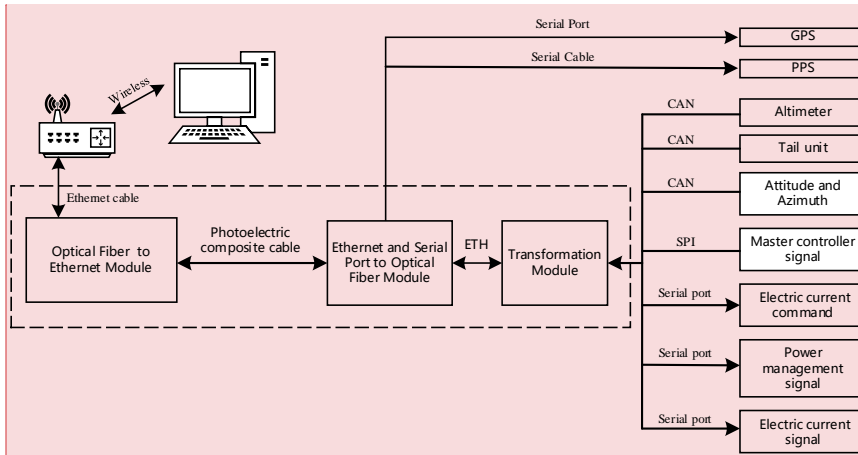 Serial Port
GPS
Serial Cable
PPS
Wireless
CAN
Altimeter
CAN
Tail unit
CAN
Attitude and
Azimuth
Ethernet cable
Optical Fiber to
Ethernet Module
Photoelectric
composite cable
Ethernet and Serial
Port to Optical
Fiber Module
ETH
Transformation
Module
SPI
Master controller
signal
Serial port
Electric current
command
Serial port
Power
management
signal
Serial port
Electric current
signal